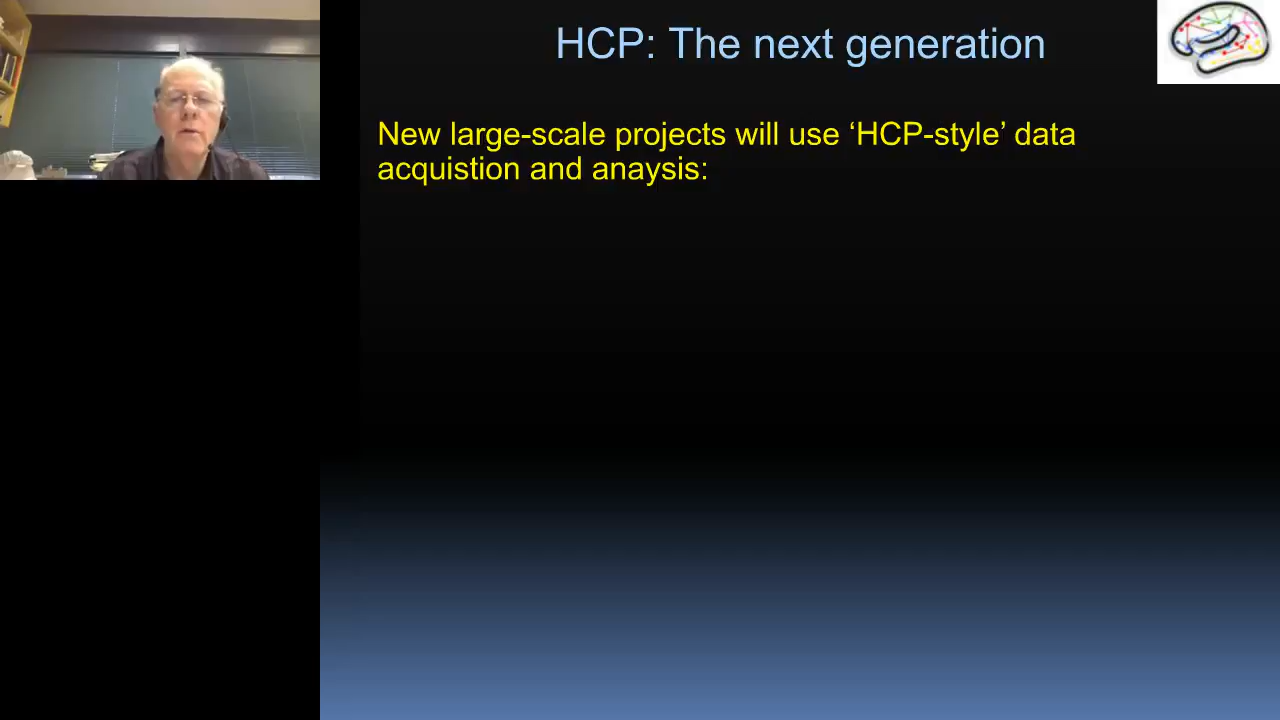 HCP: The next generation
New large-scale projects will use ‘HCP-style’ data
acquistion and anaysis: